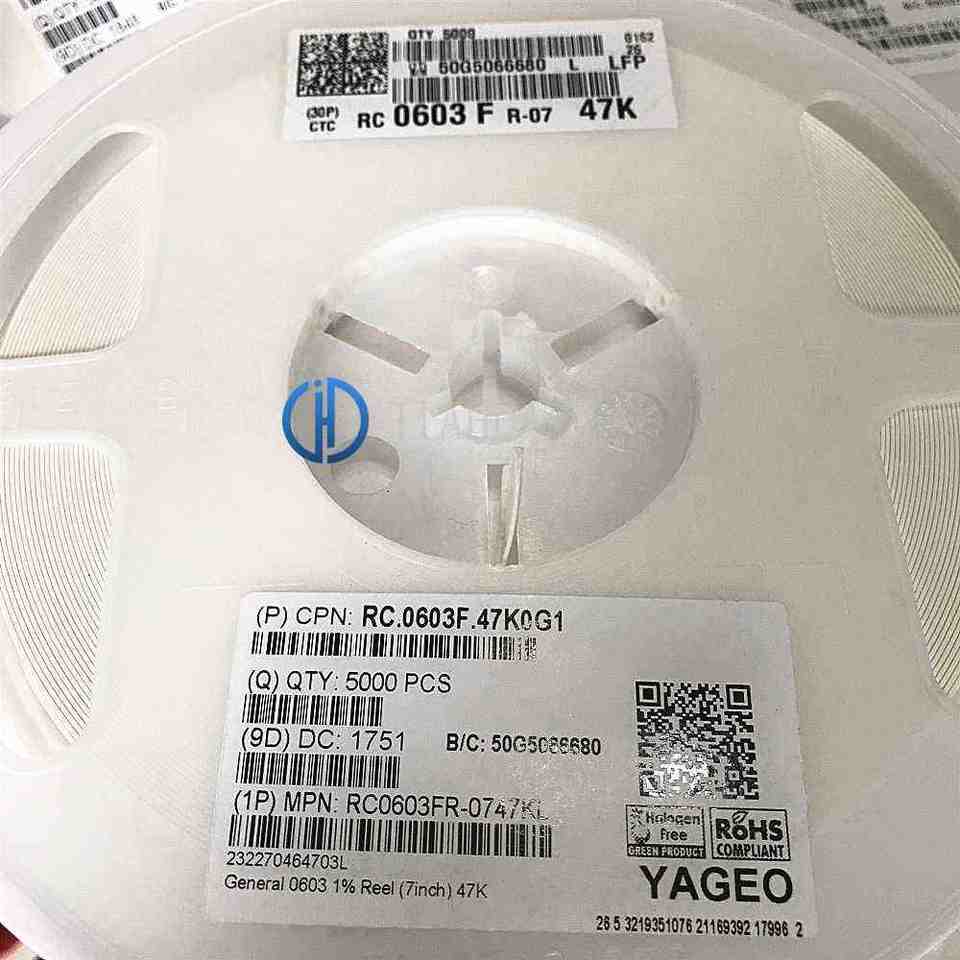 QTY 5000
0162
50G5066680 L LFP
(30P) CTC RC 0603 F R-07 47K
(P) CPN: RC.0603F.47K0G1
(Q) QTY: 5000 PCS
(9D) DC: 1751 B/C: 50G5066680
(1P) MPN: RC0603FR-0747KL
232270464703L
General 0603 1% Reel (7inch) 47K
Halogen Free
GREEN PRODUCT
RoHS
COMPLIANT
YAGEO
26 5 3219351076 21169392 17996 2